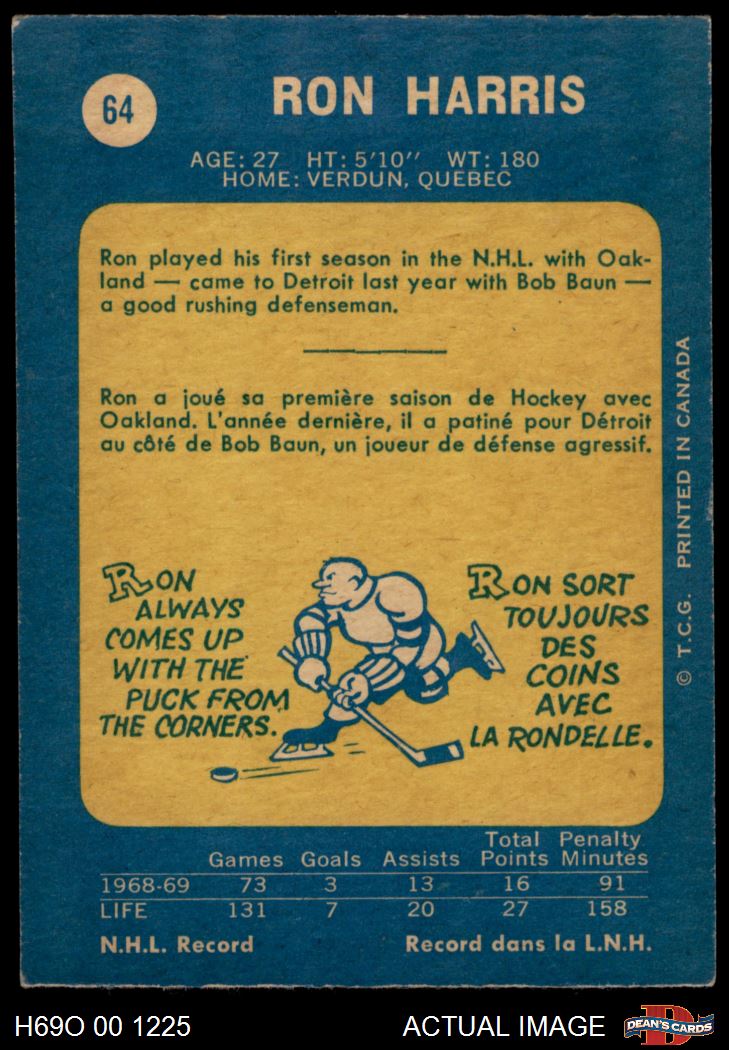 64
RON HARRIS
AGE: 27 HT: 5'10'' WT: 180
HOME: VERDUN, QUEBEC
Ron played his first season in the N.H.L. with Oak-
land — came to Detroit last year with Bob Baun —
a good rushing defenseman.
Ron a joué sa première saison de Hockey avec
Oakland. L'année dernière, il a patiné pour Détroit
au côté de Bob Baun, un joueur de défense agressif.
RON
ALWAYS
COMES UP
WITH THE
PUCK FROM
THE CORNERS.
RON SORT
TOUJOURS
DES
COINS
AVEC
LA RONDELLE.
© T.C.G. PRINTED IN CANADA
Games Goals Assists Total Points Penalty Minutes
1968-69 73 3 13 16 91
LIFE 131 7 20 27 158
N.H.L. Record Record dans la L.N.H.
H69O 00 1225 ACTUAL IMAGE D DEAN'S CARDS